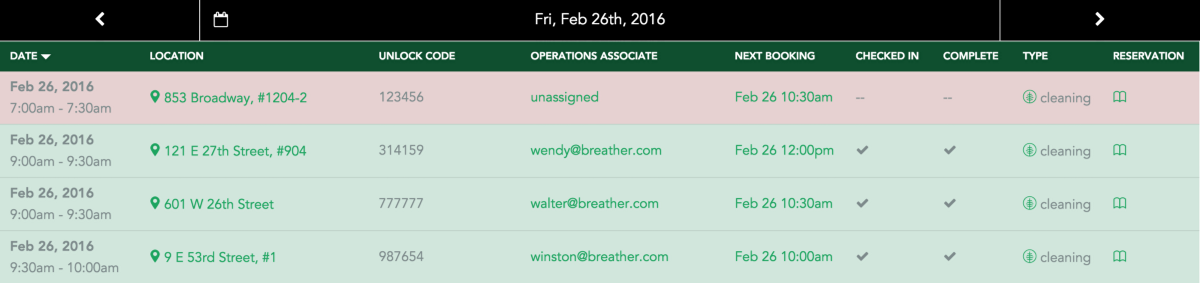 Fri, Feb 26th, 2016
DATE LOCATION UNLOCK CODE OPERATIONS ASSOCIATE NEXT BOOKING CHECKED IN COMPLETE TYPE RESERVATION
Feb 26, 2016
7:00am - 7:30am 853 Broadway, #1204-2 123456 unassigned Feb 26 10:30am -- -- cleaning
Feb 26, 2016
9:00am - 9:30am 121 E 27th Street, #904 314159 wendy@breather.com Feb 26 12:00pm cleaning
Feb 26, 2016
9:00am - 9:30am 601 W 26th Street 777777 walter@breather.com Feb 26 10:30am cleaning
Feb 26, 2016
9:30am - 10:00am 9 E 53rd Street, #1 987654 winston@breather.com Feb 26 10:00am cleaning